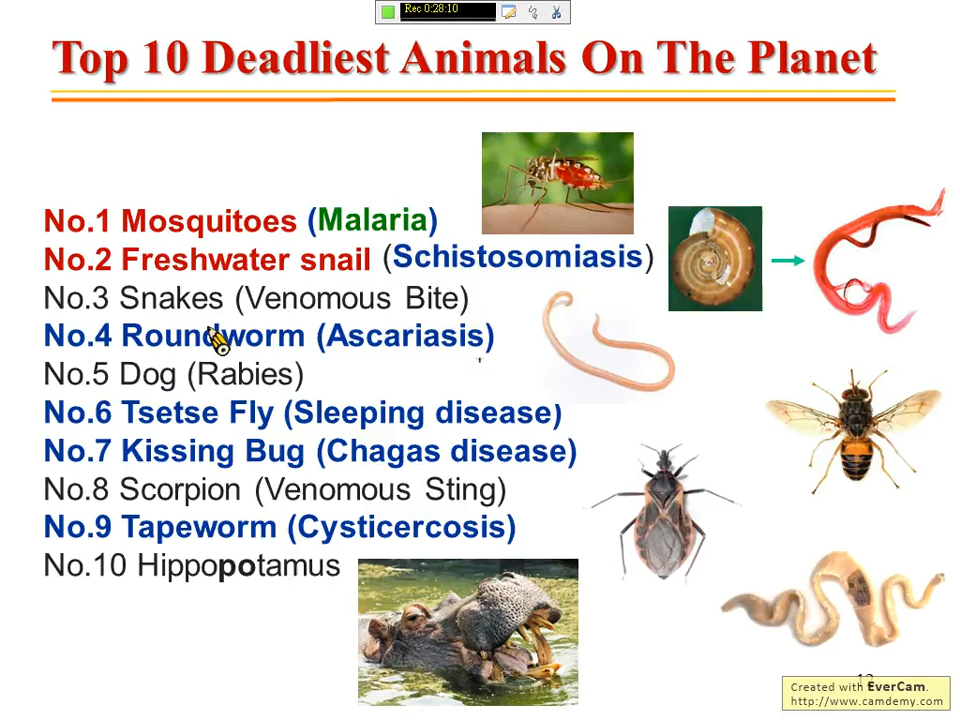 Rec 0:28:10
Top 10 Deadliest Animals On The Planet
No.1 Mosquitoes (Malaria)
No.2 Freshwater snail (Schistosomiasis)
No.3 Snakes (Venomous Bite)
No.4 Roundworm (Ascariasis)
No.5 Dog (Rabies)
No.6 Tsetse Fly (Sleeping disease)
No.7 Kissing Bug (Chagas disease)
No.8 Scorpion (Venomous Sting)
No.9 Tapeworm (Cysticercosis)
No.10 Hippopotamus
Created with EverCam.
http://www.camdemy.com